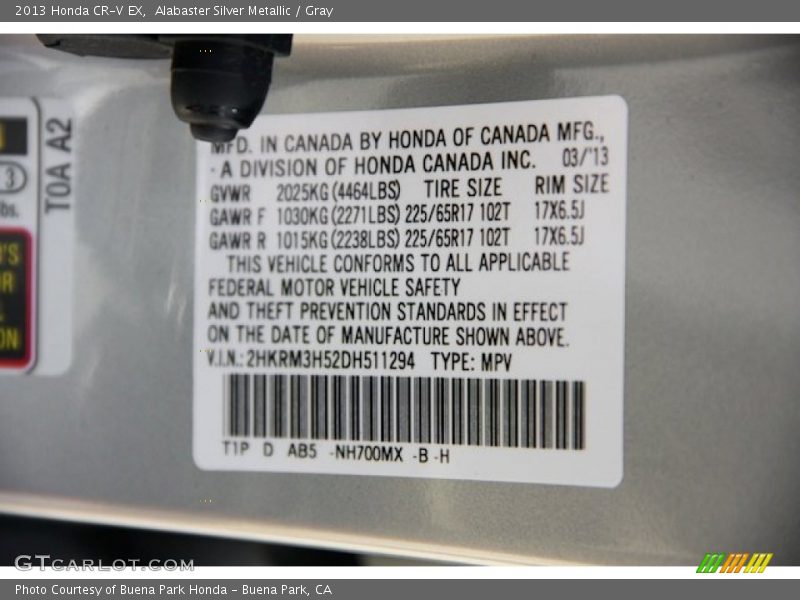 2013 Honda CR-V EX, Alabaster Silver Metallic / Gray
TOA A2
3
MFD. IN CANADA BY HONDA OF CANADA MFG.,
- A DIVISION OF HONDA CANADA INC. 03/'13
GVWR 2025KG (4464LBS) TIRE SIZE RIM SIZE
GAWR F 1030KG (2271LBS) 225/65R17 102T 17X6.5J
GAWR R 1015KG (2238LBS) 225/65R17 102T 17X6.5J
THIS VEHICLE CONFORMS TO ALL APPLICABLE
FEDERAL MOTOR VEHICLE SAFETY
AND THEFT PREVENTION STANDARDS IN EFFECT
ON THE DATE OF MANUFACTURE SHOWN ABOVE.
V.I.N.: 2HKRM3H52DH511294 TYPE: MPV
T1P D AB5 -NH700MX -B -H
GTcarlot.com
Photo Courtesy of Buena Park Honda - Buena Park, CA